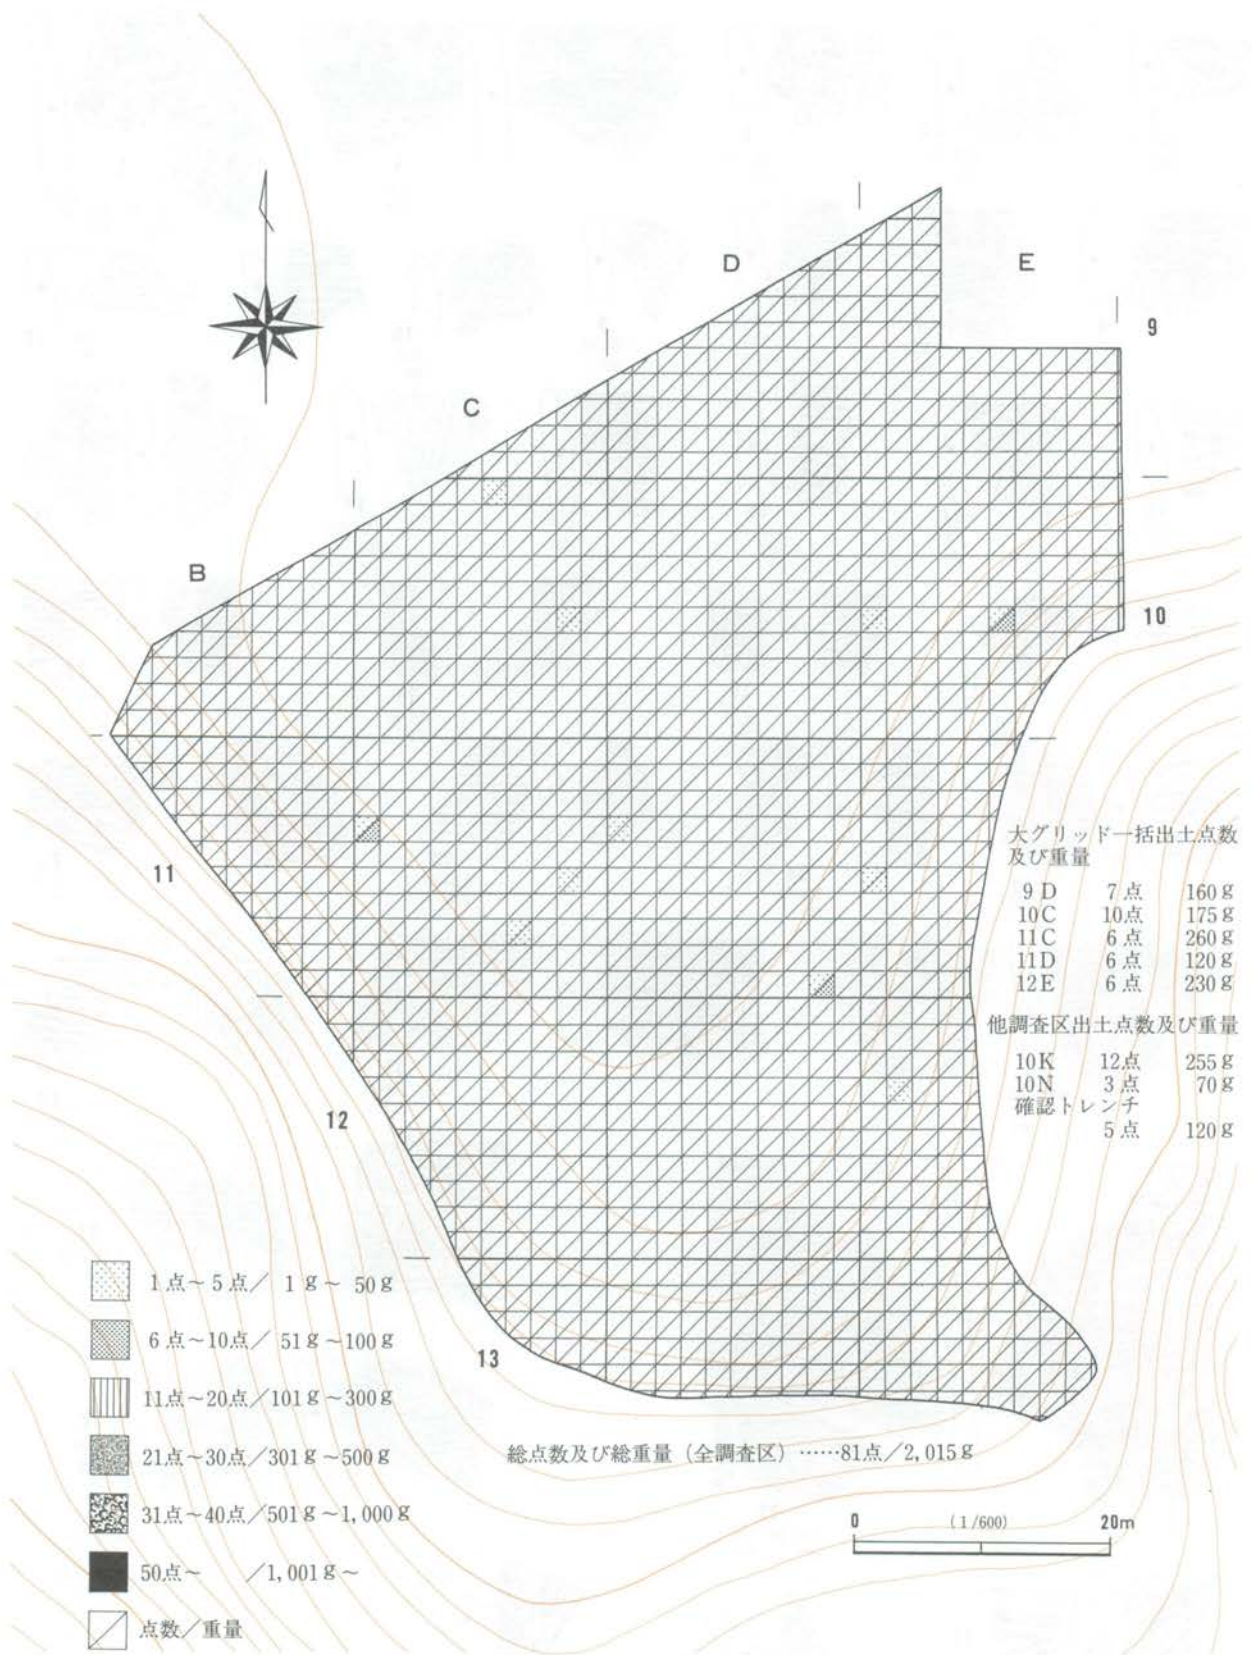 D
E
9
C
B
10
大グリッド一括出土点数
及び重量
9D 7点 160g
10C 10点 175g
11C 6点 260g
11D 6点 120g
12E 6点 230g
他調査区出土点数及び重量
10K 12点 255g
10N 3点 70g
確認トレンチ
5点 120g
11
12
13
1点~5点/ 1g~ 50g
6点~10点/ 51g~100g
11点~20点/101g~300g
21点~30点/301g~500g
31点~40点/501g~1,000g
50点~ /1,001g~
点数/重量
総点数及び総重量(全調査区)……81点/2,015g
0 (1/600) 20m